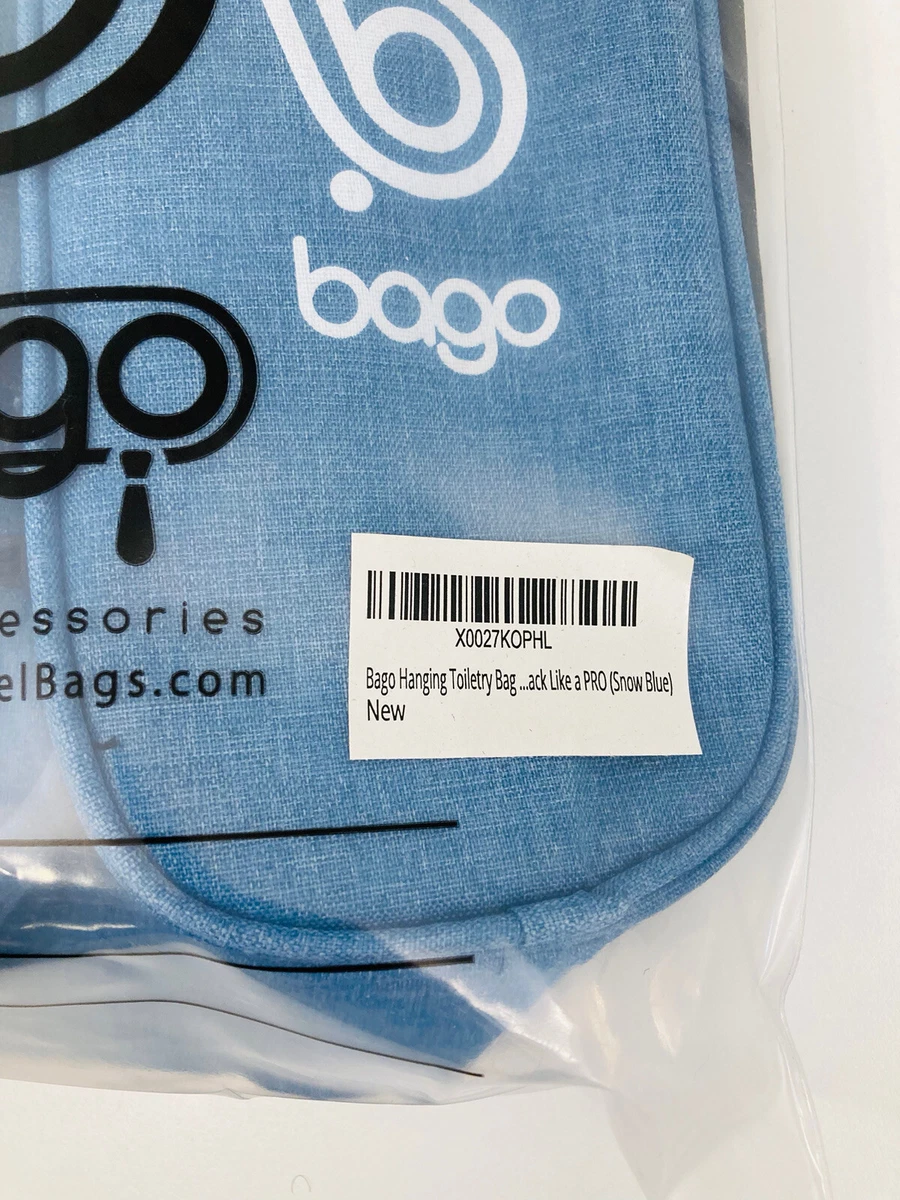 b
bago
go
essories
elBags.com
X0027KOPHL
Bago Hanging Toiletry Bag ...ack Like a PRO (Snow Blue)
New